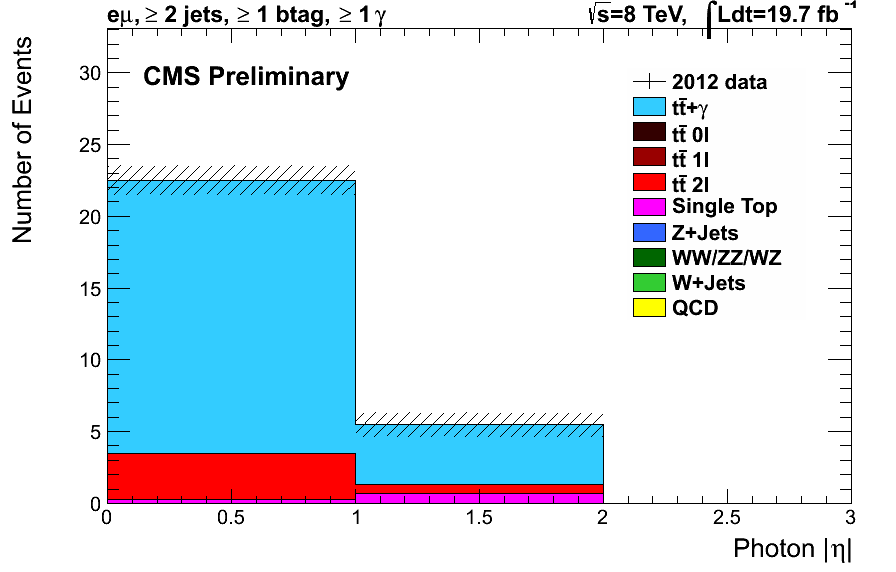 eμ, ≥ 2 jets, ≥ 1 btag, ≥ 1 γ
√s=8 TeV, ∫Ldt=19.7 fb⁻¹
CMS Preliminary
Number of Events
30
25
20
15
10
5
0
2012 data
tt̄+γ
tt̄ 0l
tt̄ 1l
tt̄ 2l
Single Top
Z+Jets
WW/ZZ/WZ
W+Jets
QCD
0 0.5 1 1.5 2 2.5 3
Photon |η|